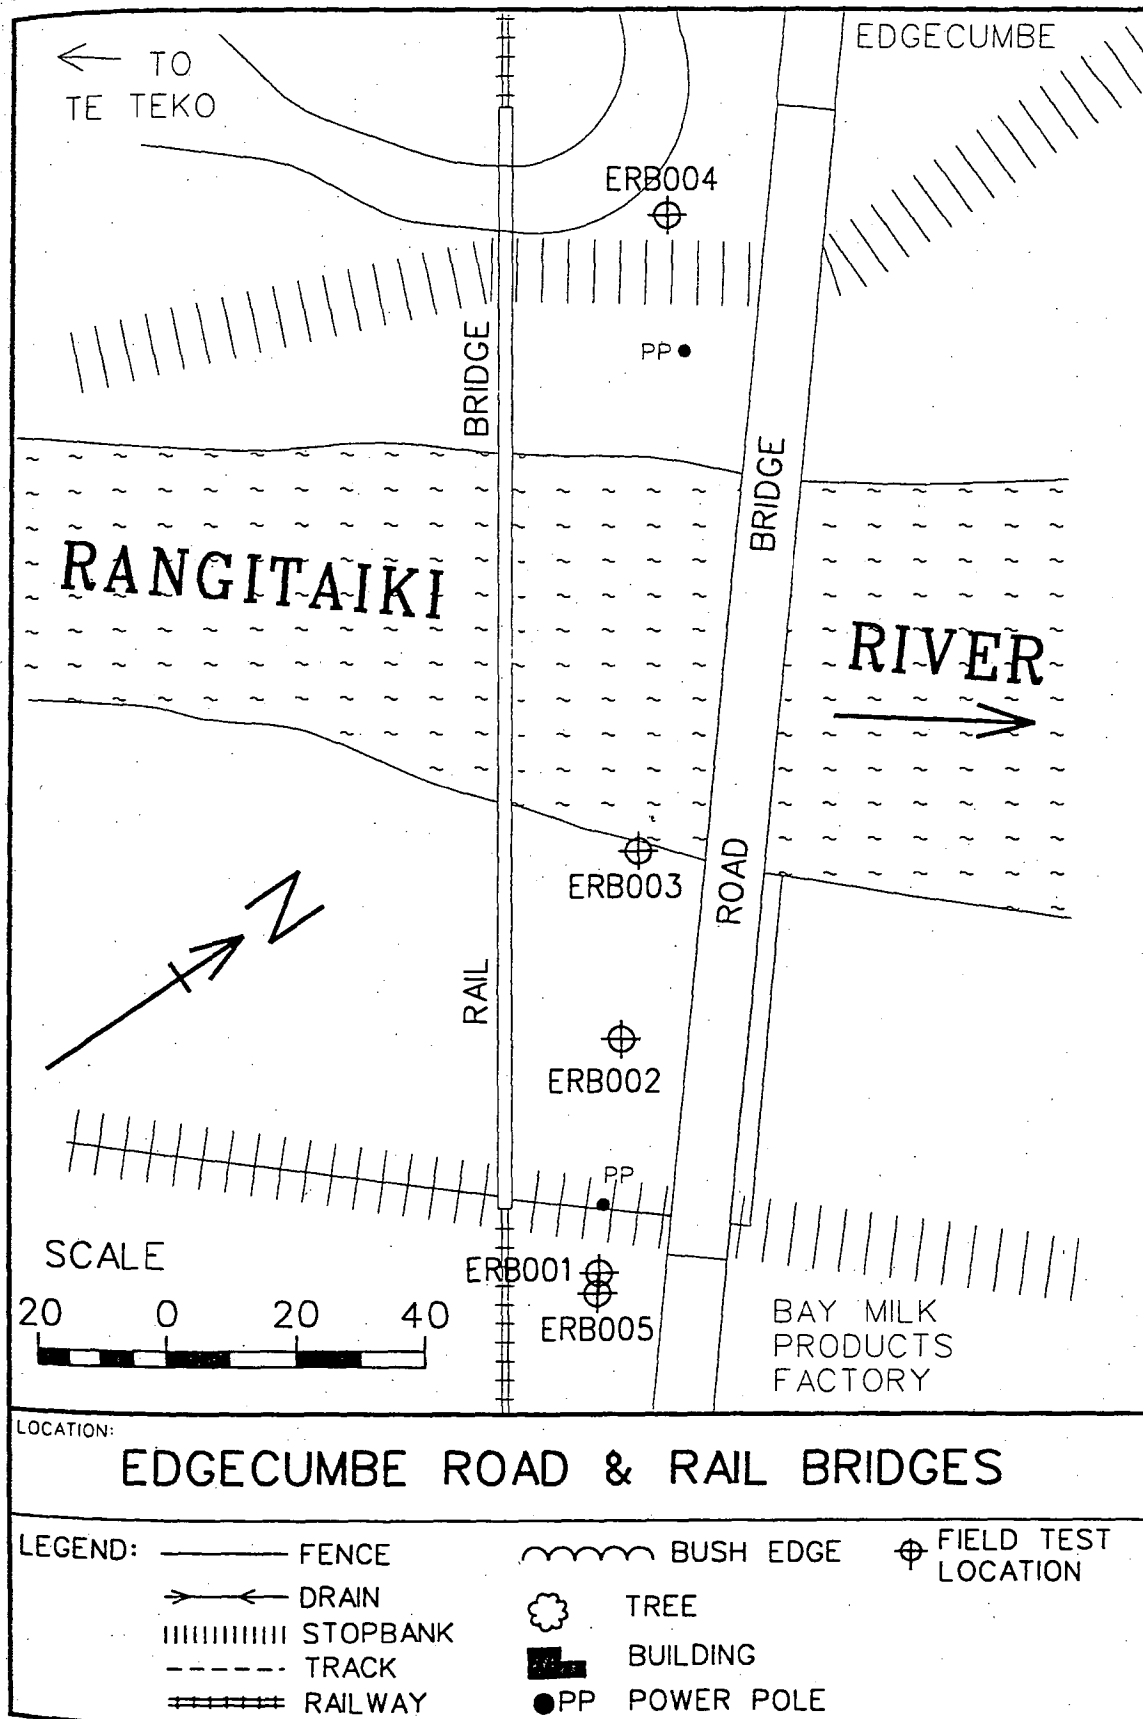 EDGECUMBE
← TO
TE TEKO
ERB004
BRIDGE
PP
BRIDGE
RANGITAIKI
RIVER
ERB003
ROAD
N
RAIL
ERB002
PP
SCALE
ERB001
20 0 20 40
ERB005
BAY MILK
PRODUCTS
FACTORY
LOCATION:
EDGECUMBE ROAD & RAIL BRIDGES
LEGEND:
FENCE
DRAIN
STOPBANK
TRACK
RAILWAY
BUSH EDGE
TREE
BUILDING
PP POWER POLE
FIELD TEST
LOCATION